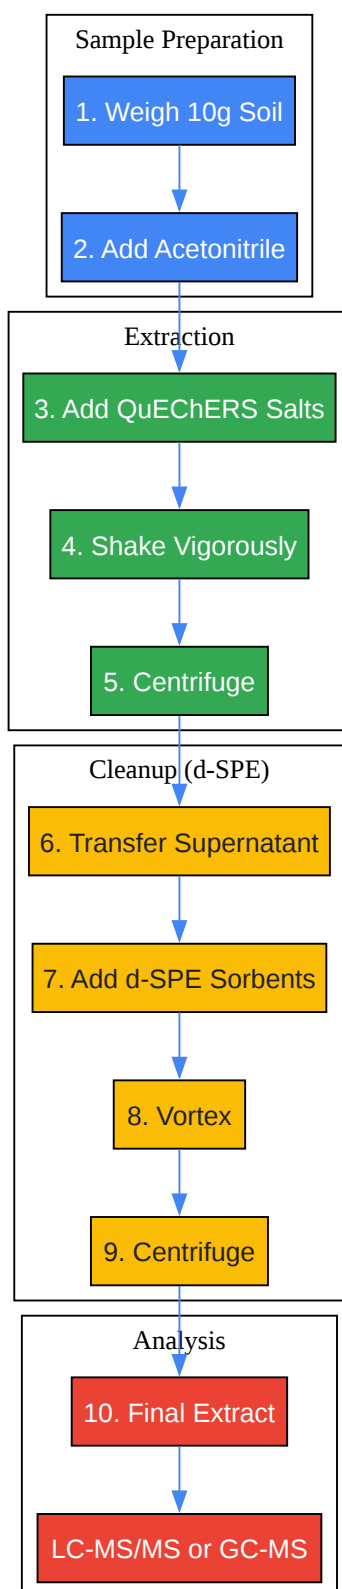 Sample Preparation
1. Weigh 10g Soil
2. Add Acetonitrile
Extraction
3. Add QuEChERS Salts
4. Shake Vigorously
5. Centrifuge
Cleanup (d-SPE)
6. Transfer Supernatant
7. Add d-SPE Sorbents
8. Vortex
9. Centrifuge
Analysis
10. Final Extract
LC-MS/MS or GC-MS